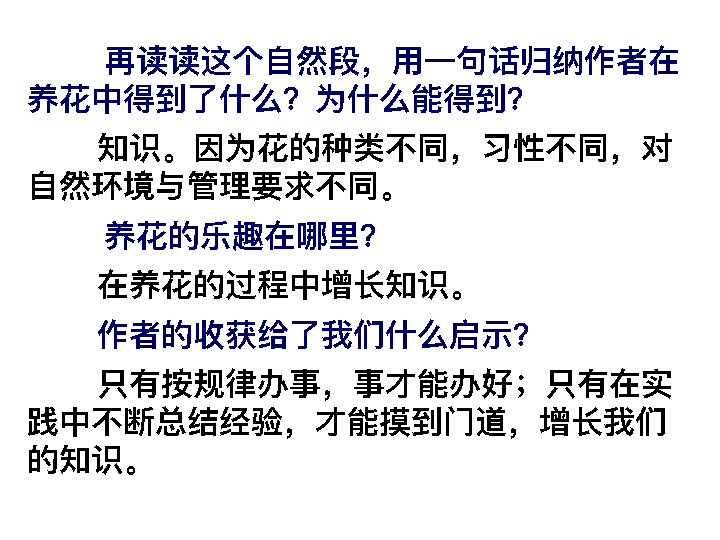 再读读这个自然段，用一句话归纳作者在
养花中得到了什么？为什么能得到？
知识。因为花的种类不同，习性不同，对
自然环境与管理要求不同。
养花的乐趣在哪里？
在养花的过程中增长知识。
作者的收获给了我们什么启示？
只有按规律办事，事才能办好；只有在实
践中不断总结经验，才能摸到门道，增长我们
的知识。